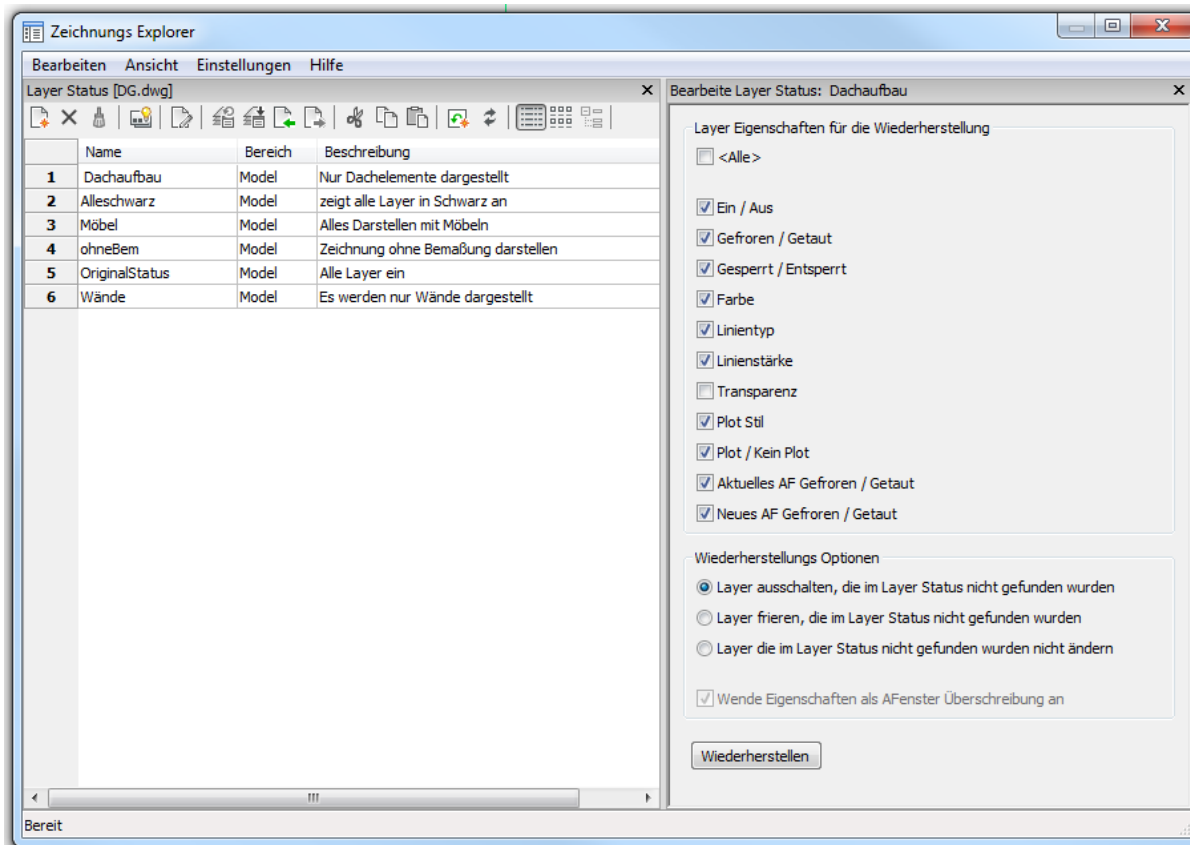 Zeichnungs Explorer
Bearbeiten Ansicht Einstellungen Hilfe
Layer Status [DG.dwg]
Name Bereich Beschreibung
1 Dachaufbau Model Nur Dachelemente dargestellt
2 Alleschwarz Model zeigt alle Layer in Schwarz an
3 Möbel Model Alles Darstellen mit Möbeln
4 ohneBem Model Zeichnung ohne Bemaßung darstellen
5 OriginalStatus Model Alle Layer ein
6 Wände Model Es werden nur Wände dargestellt
Bearbeite Layer Status: Dachaufbau
Layer Eigenschaften für die Wiederherstellung
<Alle>
Ein / Aus
Gefroren / Getaut
Gesperrt / Entsperrt
Farbe
Linientyp
Linienstärke
Transparenz
Plot Stil
Plot / Kein Plot
Aktuelles AF Gefroren / Getaut
Neues AF Gefroren / Getaut
Wiederherstellungs Optionen
Layer ausschalten, die im Layer Status nicht gefunden wurden
Layer frieren, die im Layer Status nicht gefunden wurden
Layer die im Layer Status nicht gefunden wurden nicht ändern
Wende Eigenschaften als AFenster Überschreibung an
Wiederherstellen
Bereit